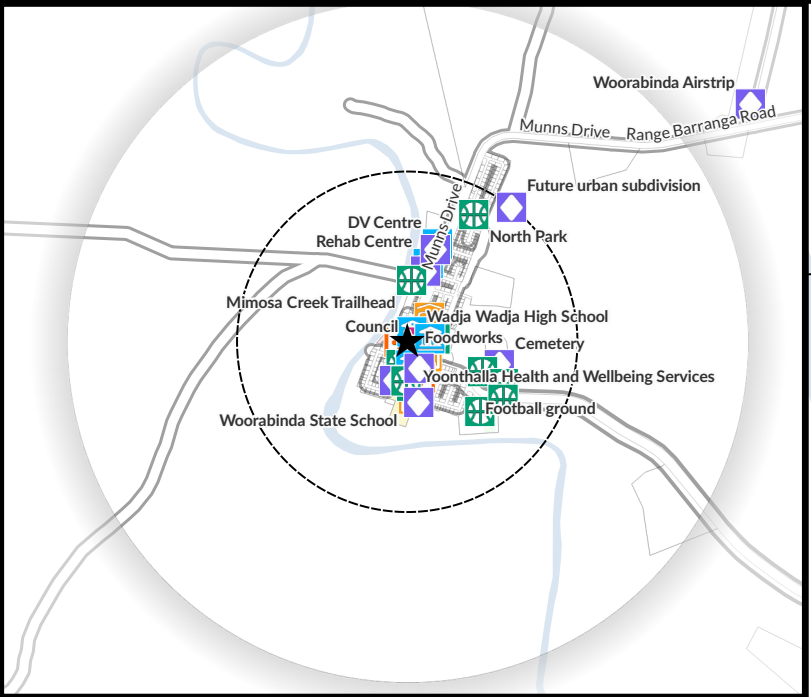 Woorabinda Airstrip
Munns Drive
Range Barranga Road
Future urban subdivision
DV Centre
Munns Drive
Rehab Centre
North Park
Mimosa Creek Trailhead
Wadja Wadja High School
Council
Foodworks
Cemetery
Yoonthalla Health and Wellbeing Services
Football ground
Woorabinda State School